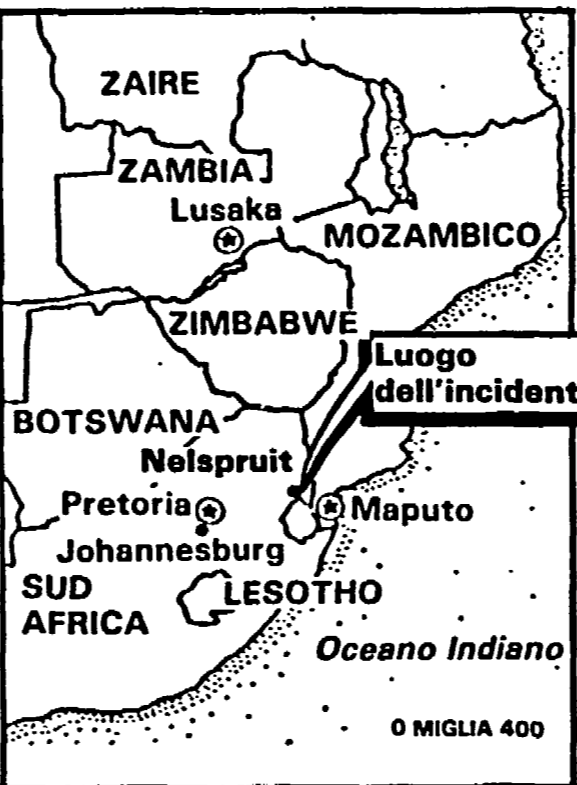 ZAIRE
ZAMBIA
Lusaka
MOZAMBICO
ZIMBABWE
Luogo
dell'incident
BOTSWANA
Nelspruit
Pretoria
Maputo
Johannesburg
SUD
AFRICA
LESOTHO
Oceano Indiano
0 MIGLIA 400